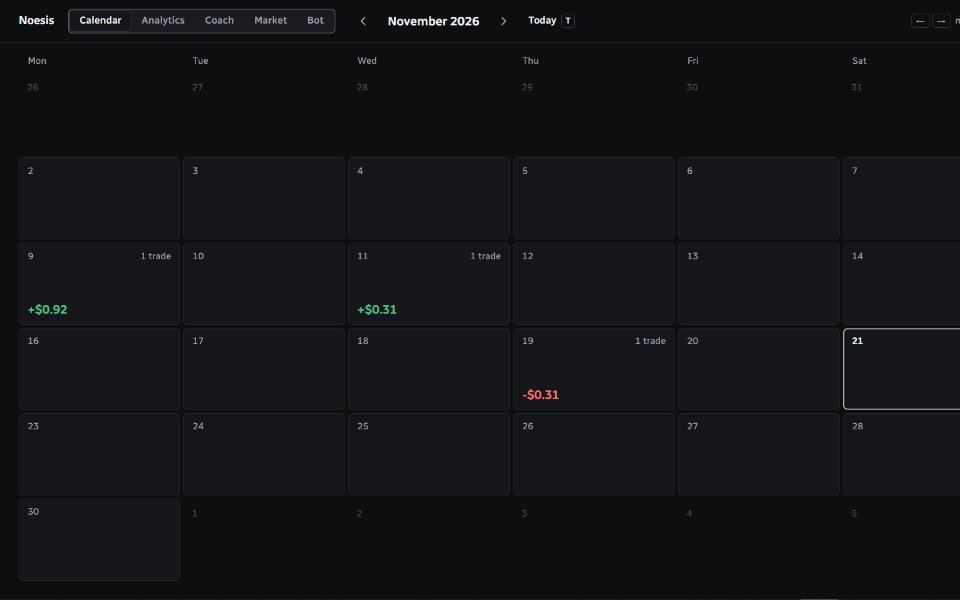 Noesis Calendar Analytics Coach Market Bot November 2026 Today T
Mon Tue Wed Thu Fri Sat
26 27 28 29 30 31
2 3 4 5 6 7
9 1 trade 10 11 1 trade 12 13 14
+$0.92 +$0.31
16 17 18 19 1 trade 20 21
-$0.31
23 24 25 26 27 28
30 1 2 3 4 5